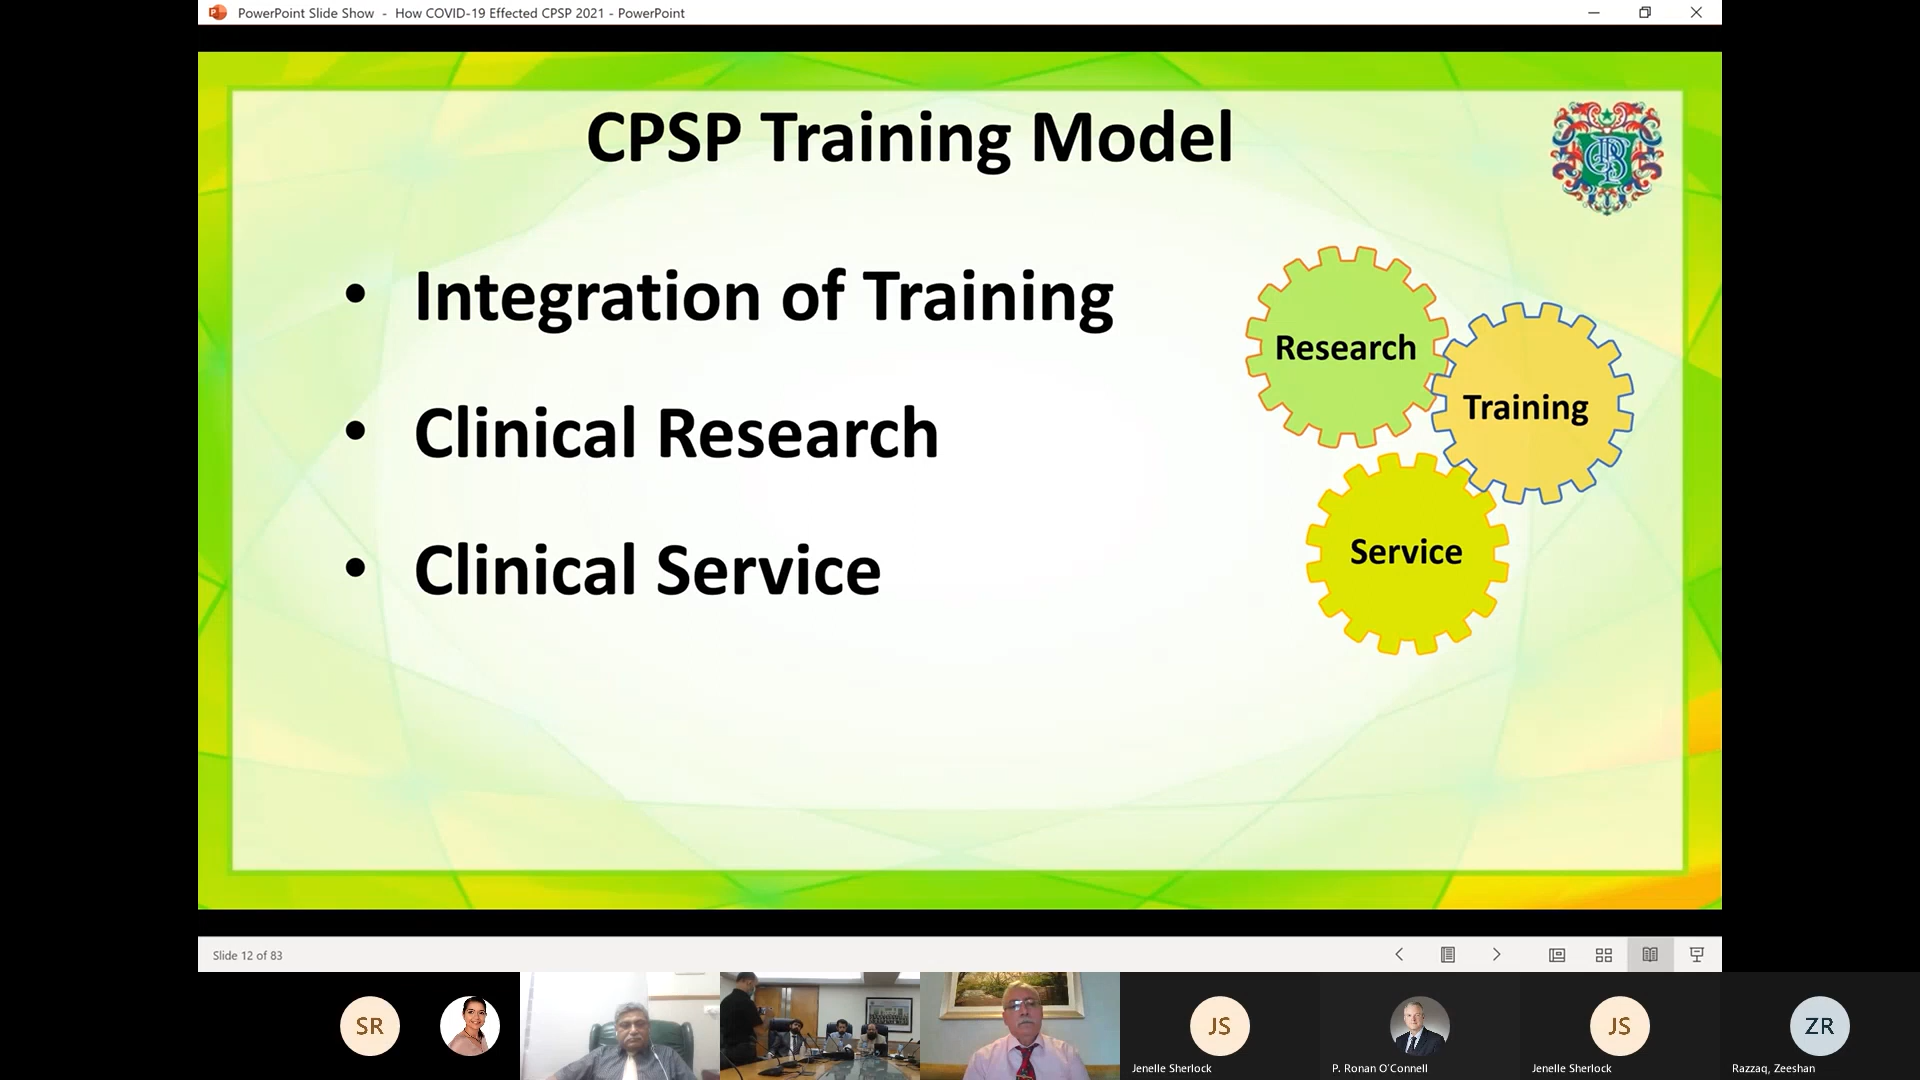 PowerPoint Slide Show - How COVID-19 Effected CPSP 2021 - PowerPoint
CPSP Training Model
• Integration of Training
• Clinical Research
• Clinical Service
Research
Training
Service
Slide 12 of 83
SR
JS
JS
ZR
Jenelle Sherlock
P. Ronan O'Connell
Jenelle Sherlock
Razzaq, Zeeshan